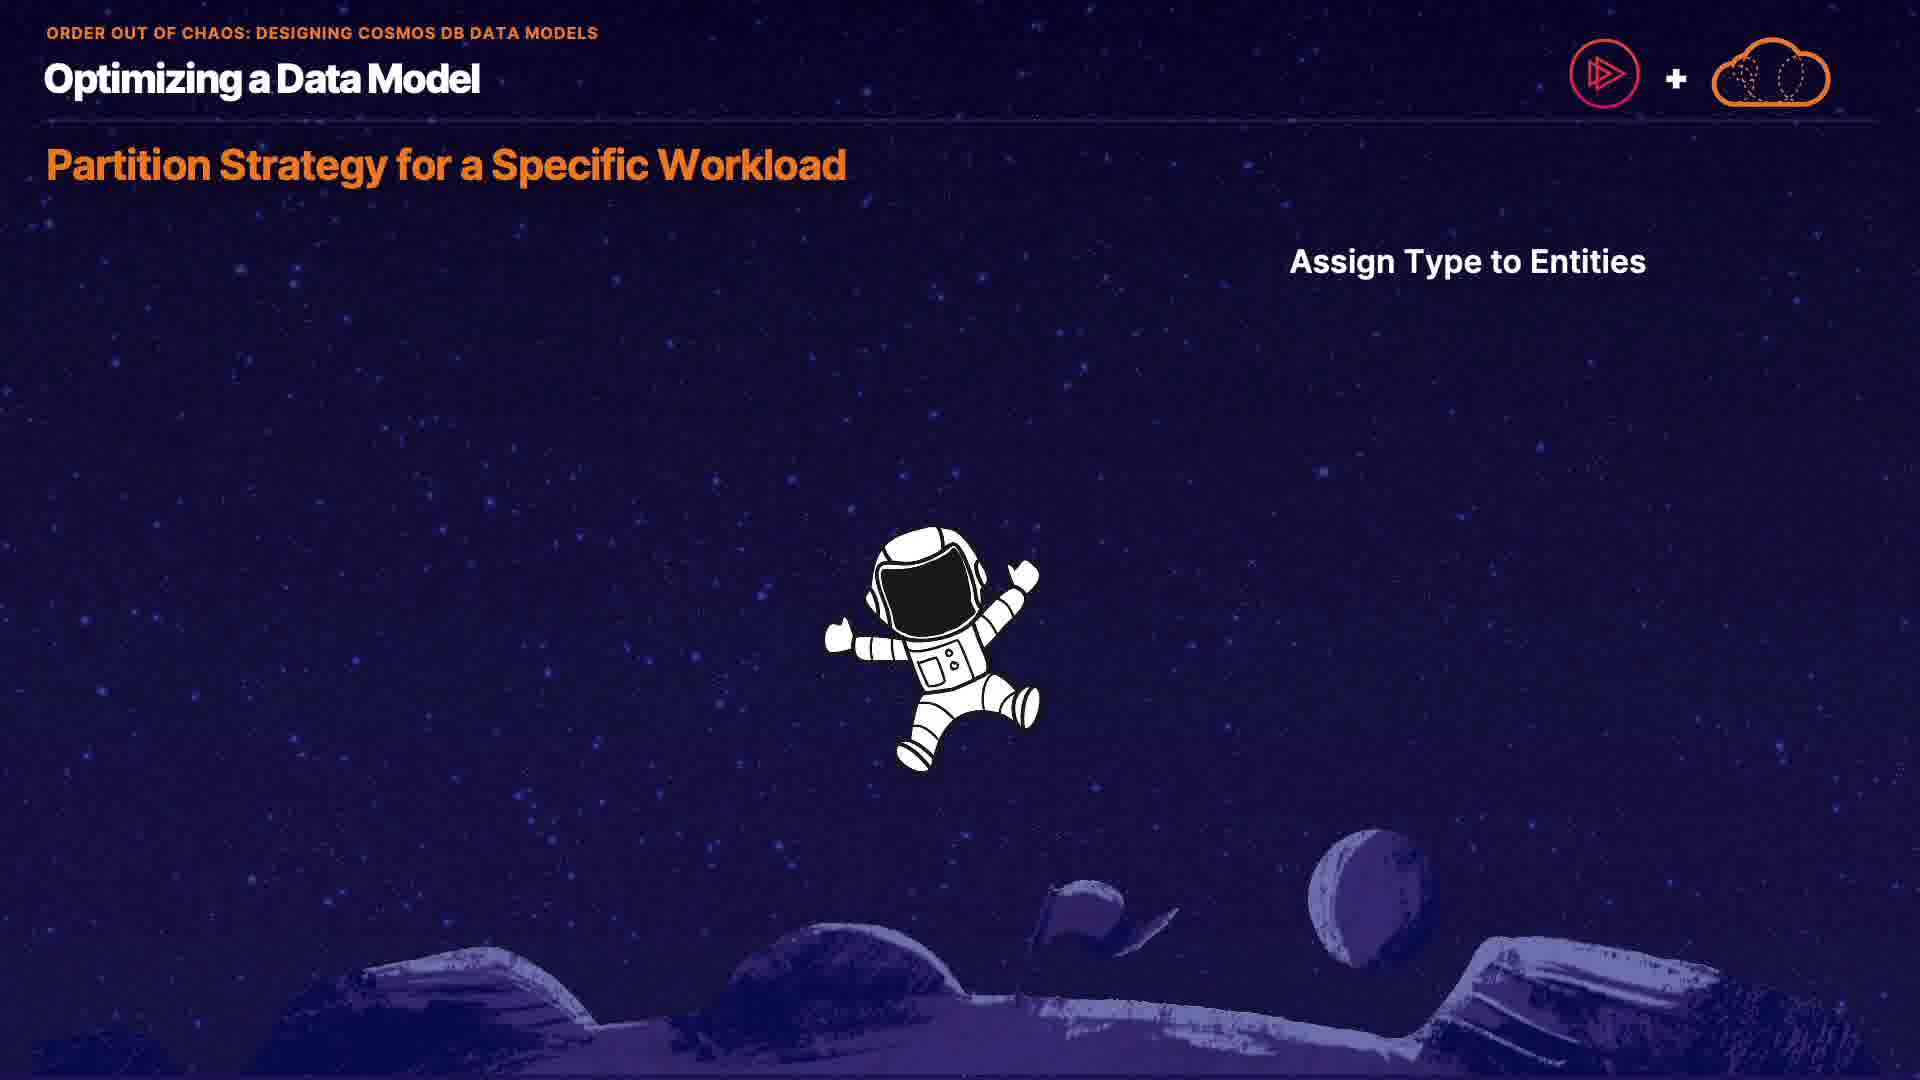 ORDER OUT OF CHAOS: DESIGNING COSMOS DB DATA MODELS
Optimizing a Data Model
Partition Strategy for a Specific Workload
Assign Type to Entities